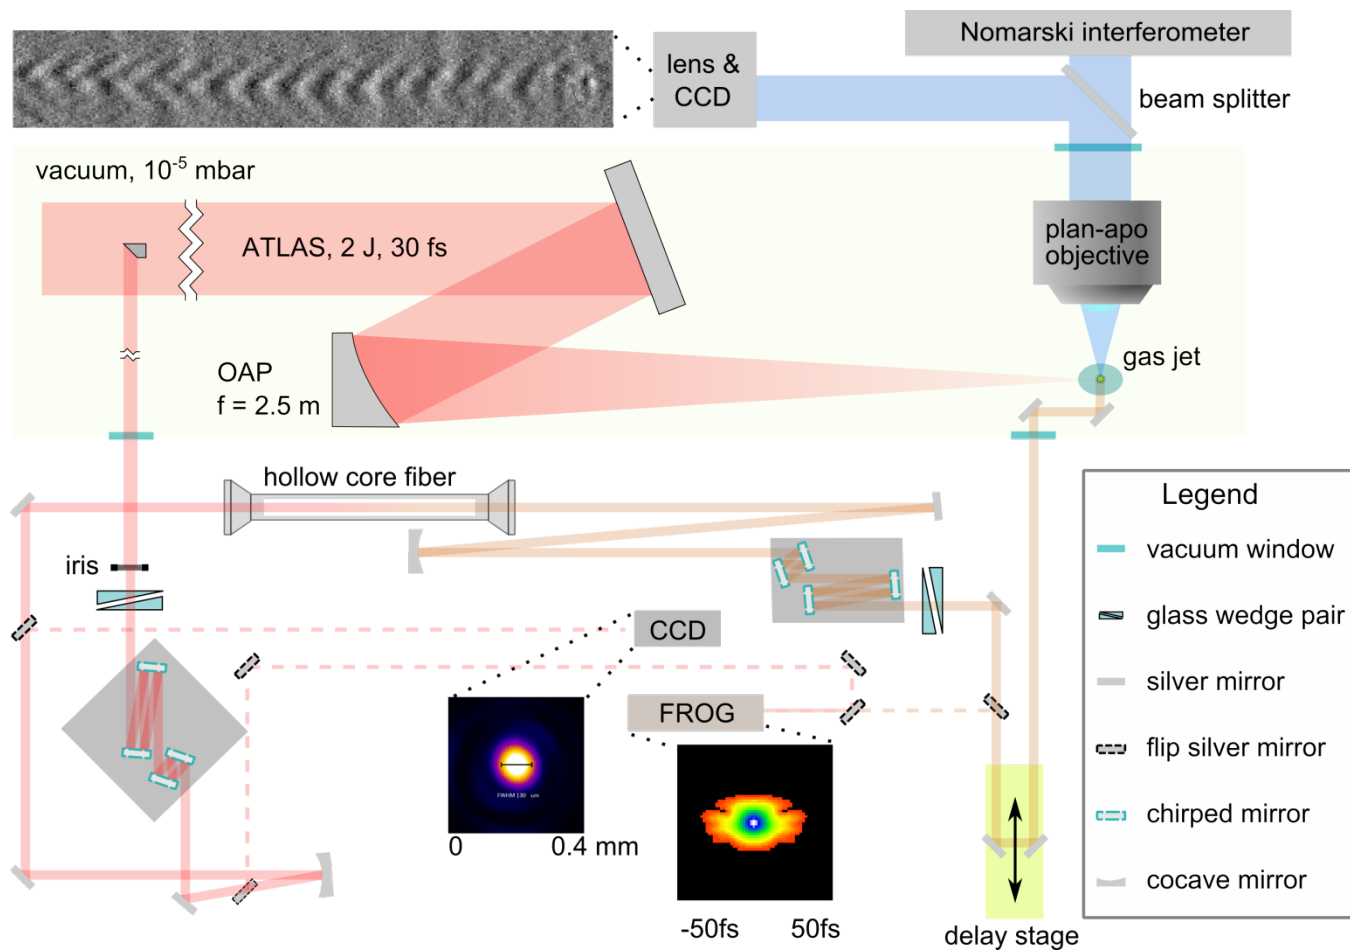 Nomarski interferometer
lens &
CCD
beam splitter
vacuum, 10⁻⁵ mbar
ATLAS, 2 J, 30 fs
plan-apo
objective
gas jet
OAP
f = 2.5 m
hollow core fiber
iris
CCD
FROG
FWHM 130 um
0
0.4 mm
-50fs
50fs
delay stage
Legend
vacuum window
glass wedge pair
silver mirror
flip silver mirror
chirped mirror
cocave mirror